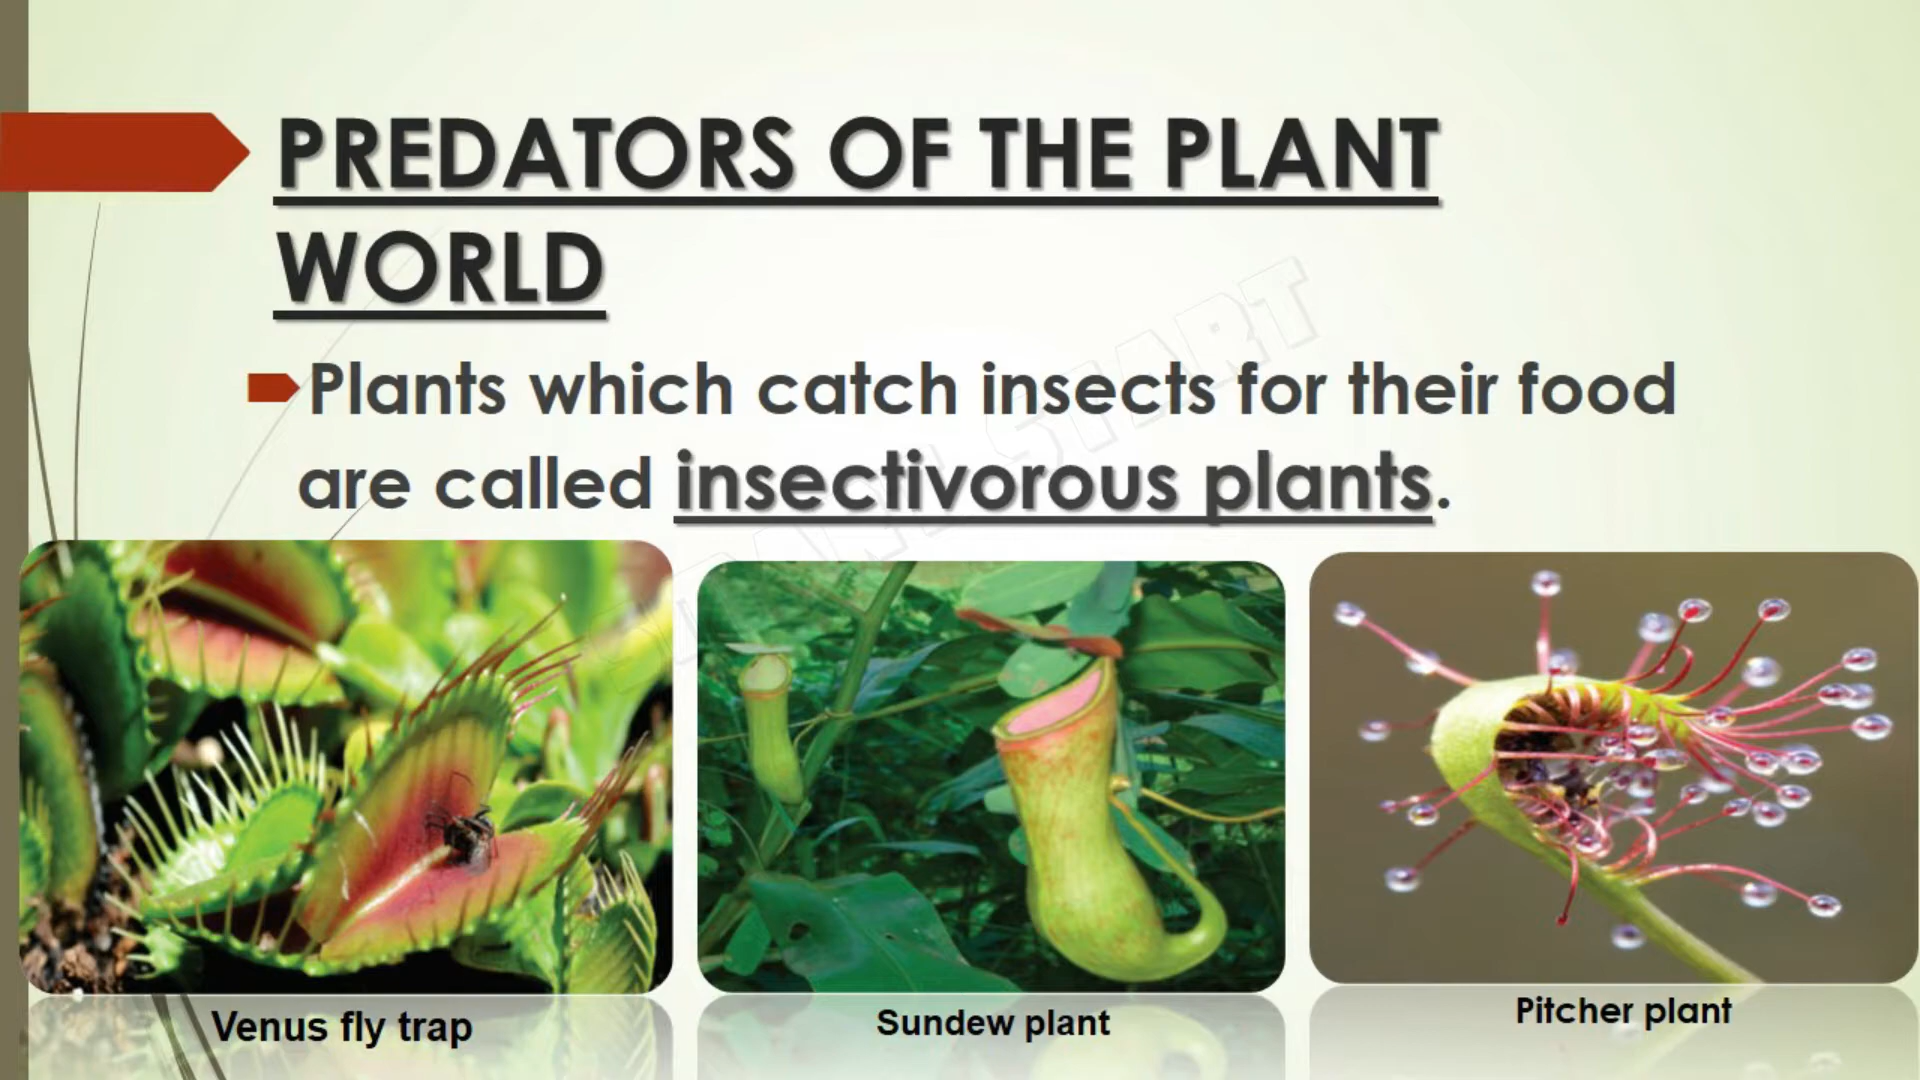 PREDATORS OF THE PLANT
WORLD
Plants which catch insects for their food
are called insectivorous plants.
Venus fly trap
Sundew plant
Pitcher plant